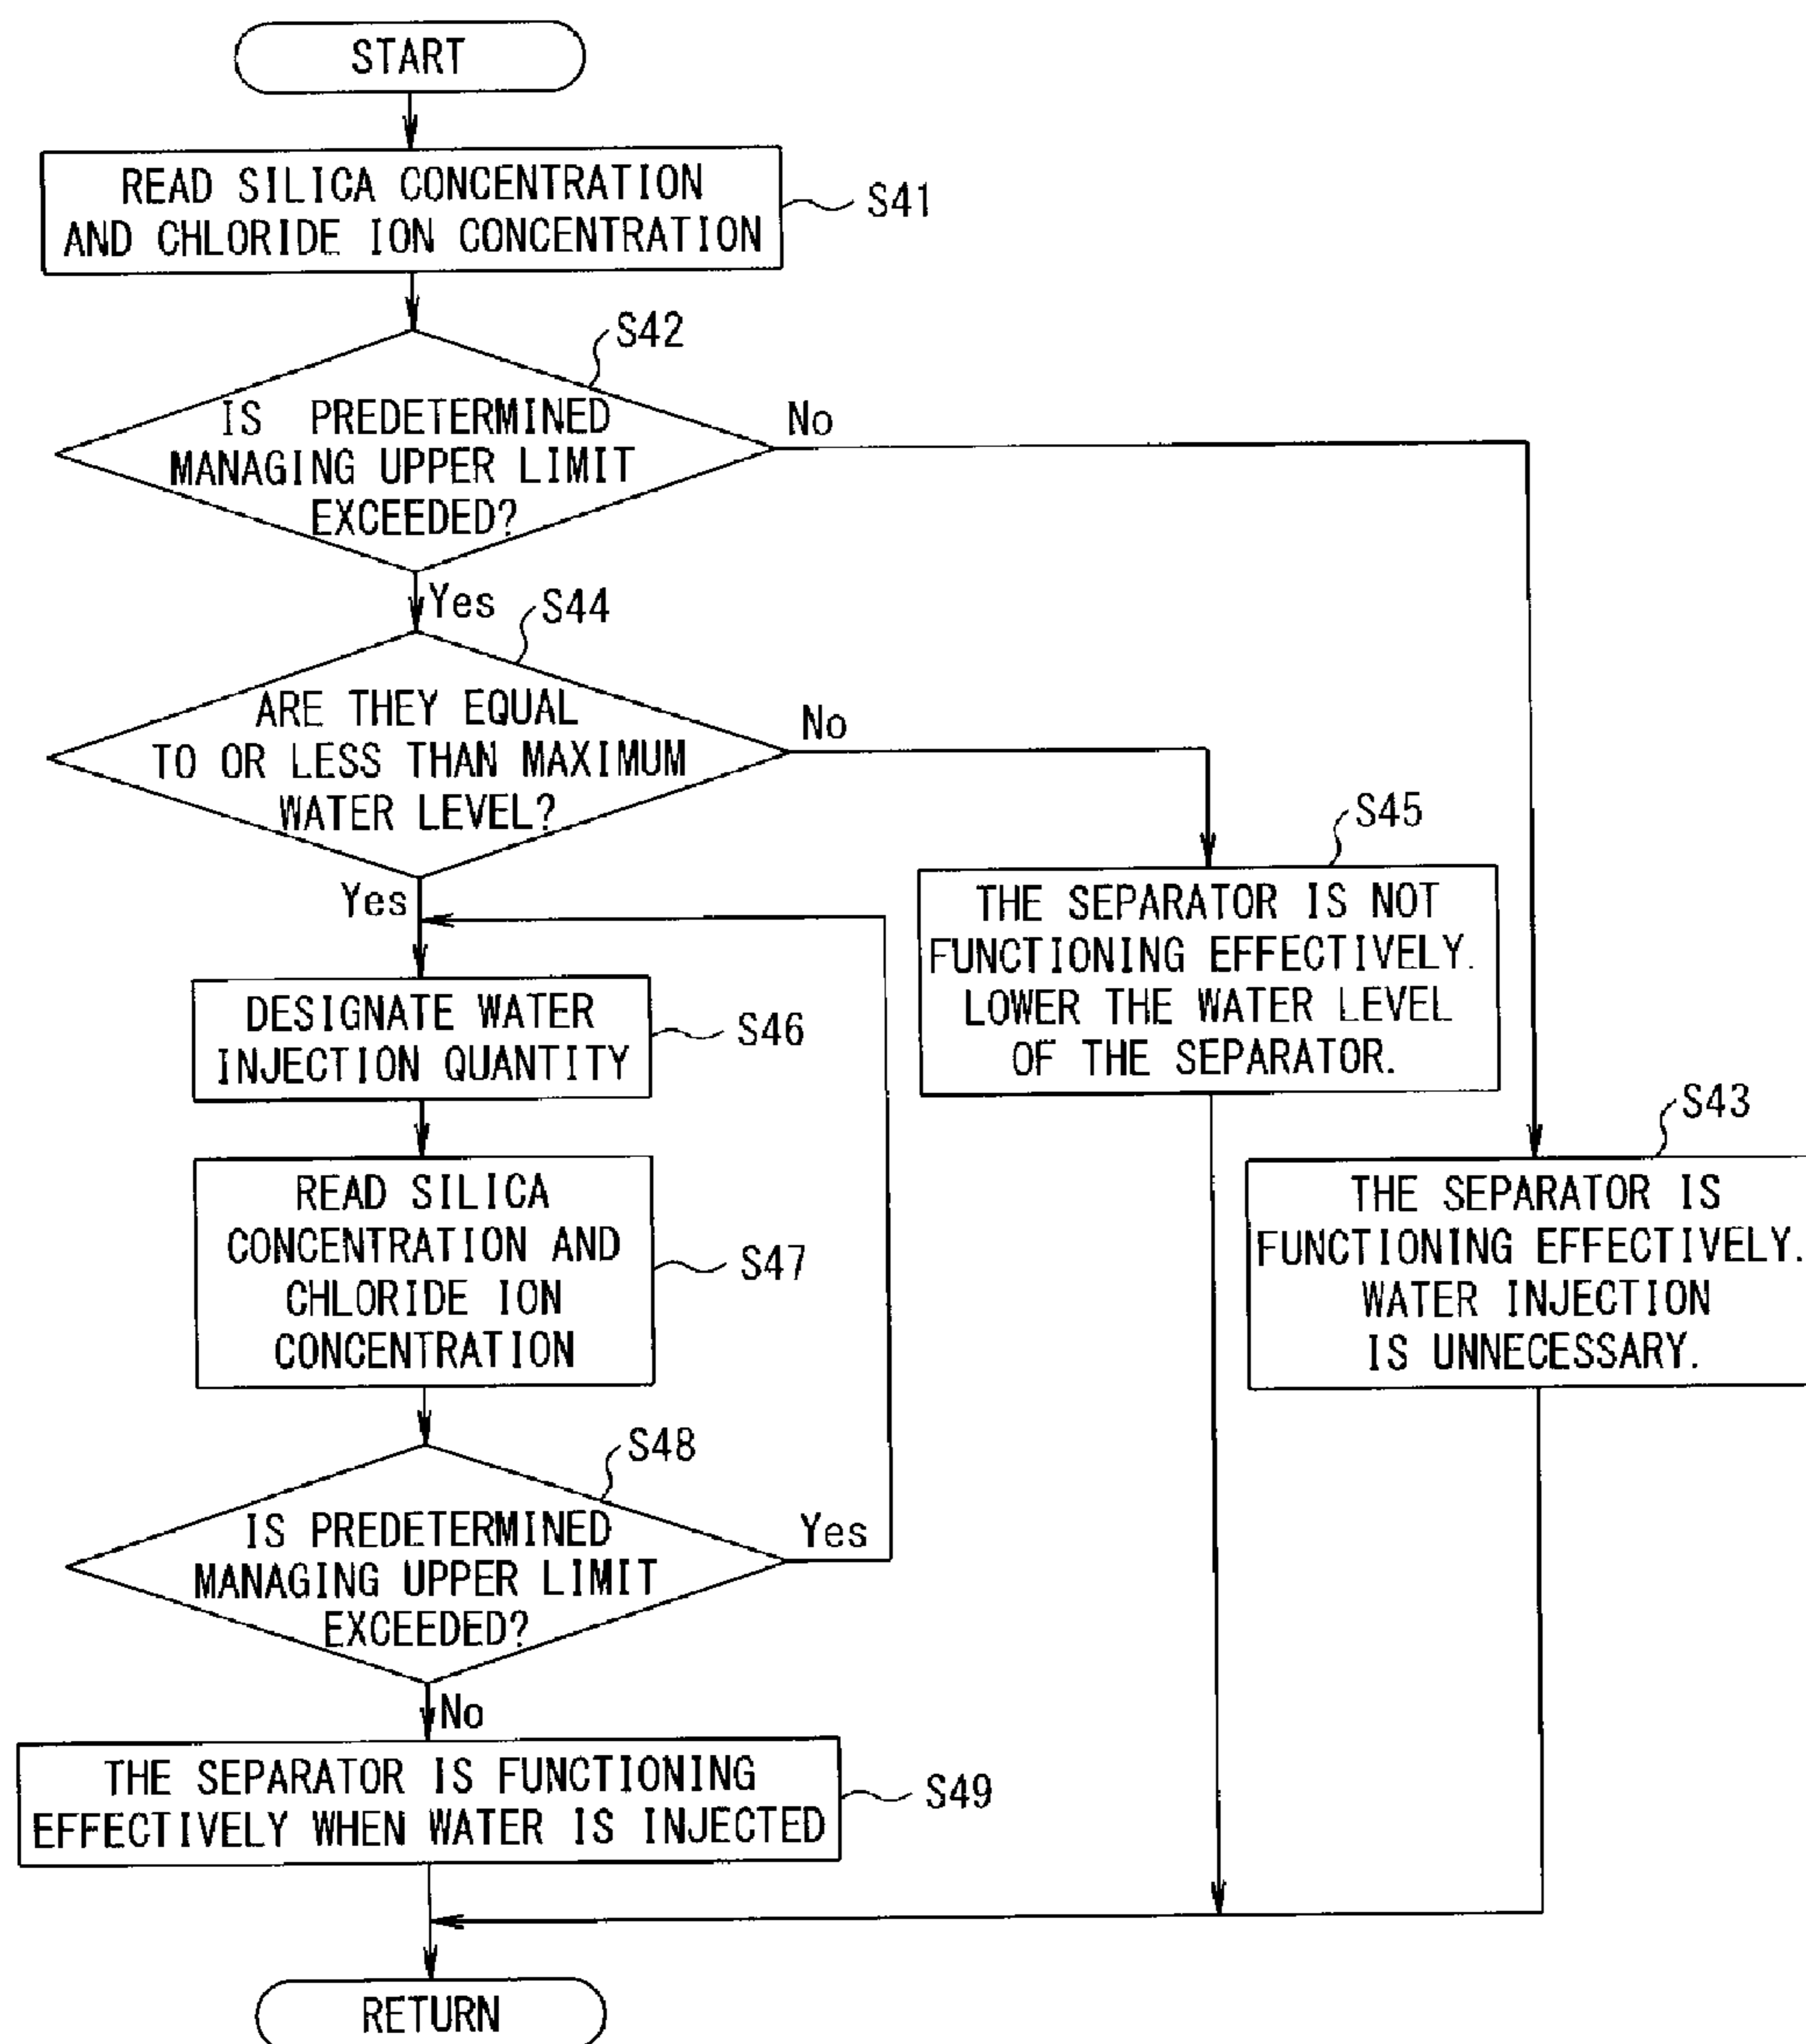 START
READ SILICA CONCENTRATION
AND CHLORIDE ION CONCENTRATION
S41
S42
IS PREDETERMINED
MANAGING UPPER LIMIT
EXCEEDED?
No
Yes
S44
ARE THEY EQUAL
TO OR LESS THAN MAXIMUM
WATER LEVEL?
No
Yes
S45
THE SEPARATOR IS NOT
FUNCTIONING EFFECTIVELY.
LOWER THE WATER LEVEL
OF THE SEPARATOR.
DESIGNATE WATER
INJECTION QUANTITY
S46
S43
THE SEPARATOR IS
FUNCTIONING EFFECTIVELY.
WATER INJECTION
IS UNNECESSARY.
READ SILICA
CONCENTRATION AND
CHLORIDE ION
CONCENTRATION
S47
S48
IS PREDETERMINED
MANAGING UPPER LIMIT
EXCEEDED?
Yes
No
THE SEPARATOR IS FUNCTIONING
EFFECTIVELY WHEN WATER IS INJECTED
S49
RETURN